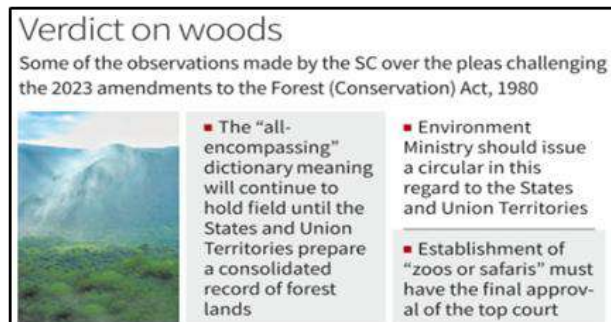 Verdict on woods
Some of the observations made by the SC over the pleas challenging
the 2023 amendments to the Forest (Conservation) Act, 1980
■ The “all-
encompassing”
dictionary meaning
will continue to
hold field until the
States and Union
Territories prepare
a consolidated
record of forest
lands
■ Environment
Ministry should issue
a circular in this
regard to the States
and Union Territories
■ Establishment of
“zoos or safaris” must
have the final approv-
al of the top court